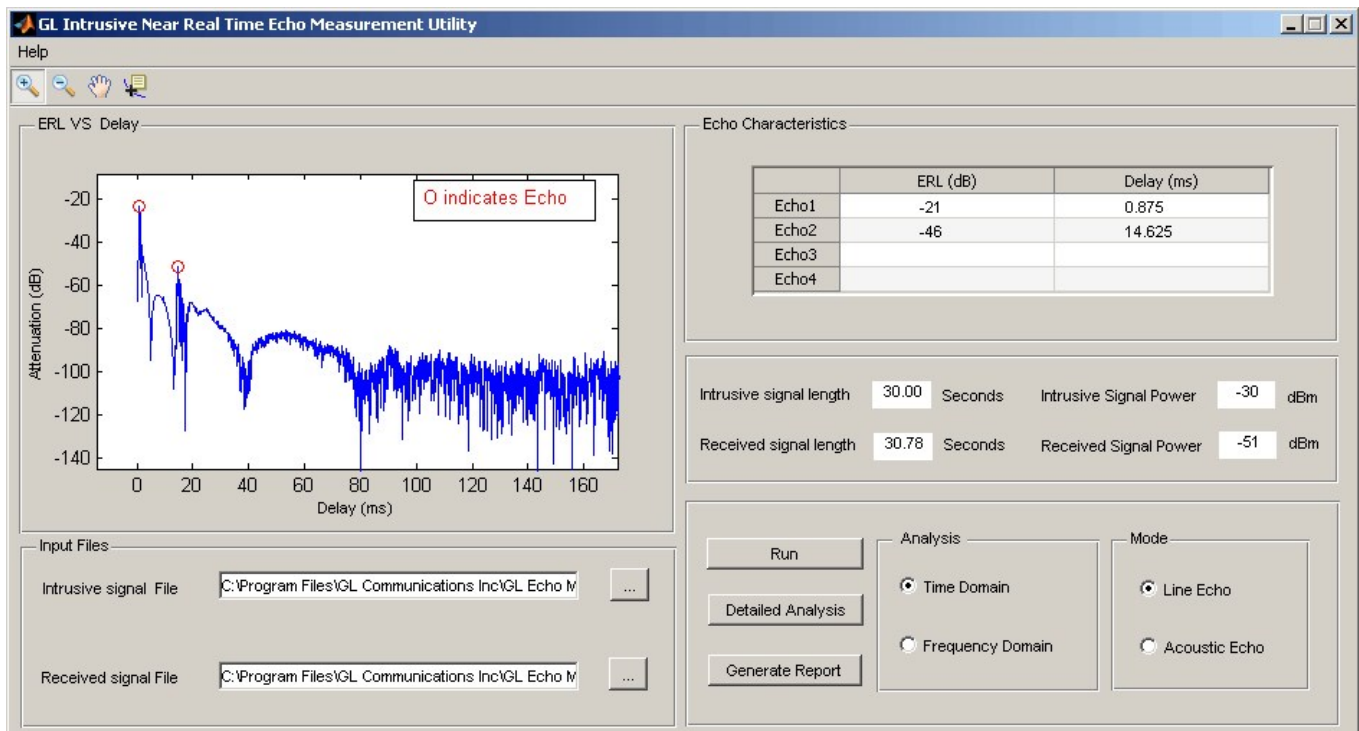 GL Intrusive Near Real Time Echo Measurement Utility
Help
ERL VS Delay
O indicates Echo
-20
-40
-60
-80
-100
-120
-140
Attenuation (dB)
0 20 40 60 80 100 120 140 160
Delay (ms)
Echo Characteristics
ERL (dB) Delay (ms)
Echo1 -21 0.875
Echo2 -46 14.625
Echo3
Echo4
Intrusive signal length 30.00 Seconds Intrusive Signal Power -30 dBm
Received signal length 30.78 Seconds Received Signal Power -51 dBm
Input Files
Intrusive signal File C:\Program Files\GL Communications Inc\GL Echo M ...
Received signal File C:\Program Files\GL Communications Inc\GL Echo M ...
Run
Detailed Analysis
Generate Report
Analysis
Time Domain
Frequency Domain
Mode
Line Echo
Acoustic Echo